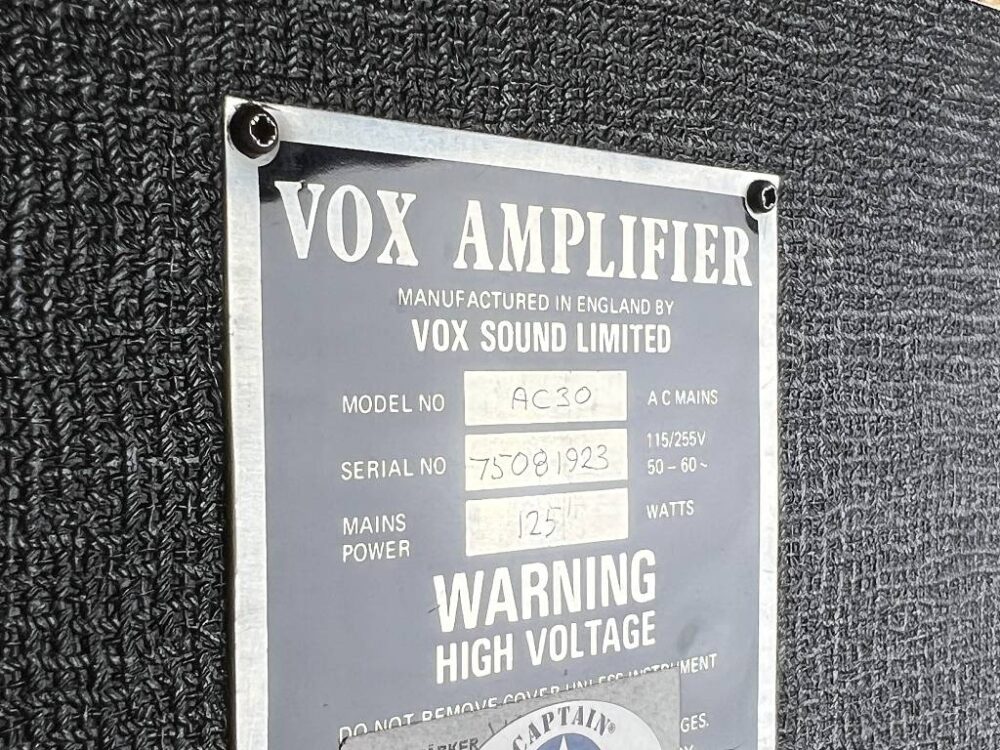 VOX AMPLIFIER
MANUFACTURED IN ENGLAND BY
VOX SOUND LIMITED
MODEL NO AC30 A C MAINS
115/255V
SERIAL NO 75081923 50 – 60 ~
MAINS POWER 125 WATTS
WARNING
HIGH VOLTAGE
DO NOT REMOVE COVER UNLESS INSTRUMENT
CAPTAIN®